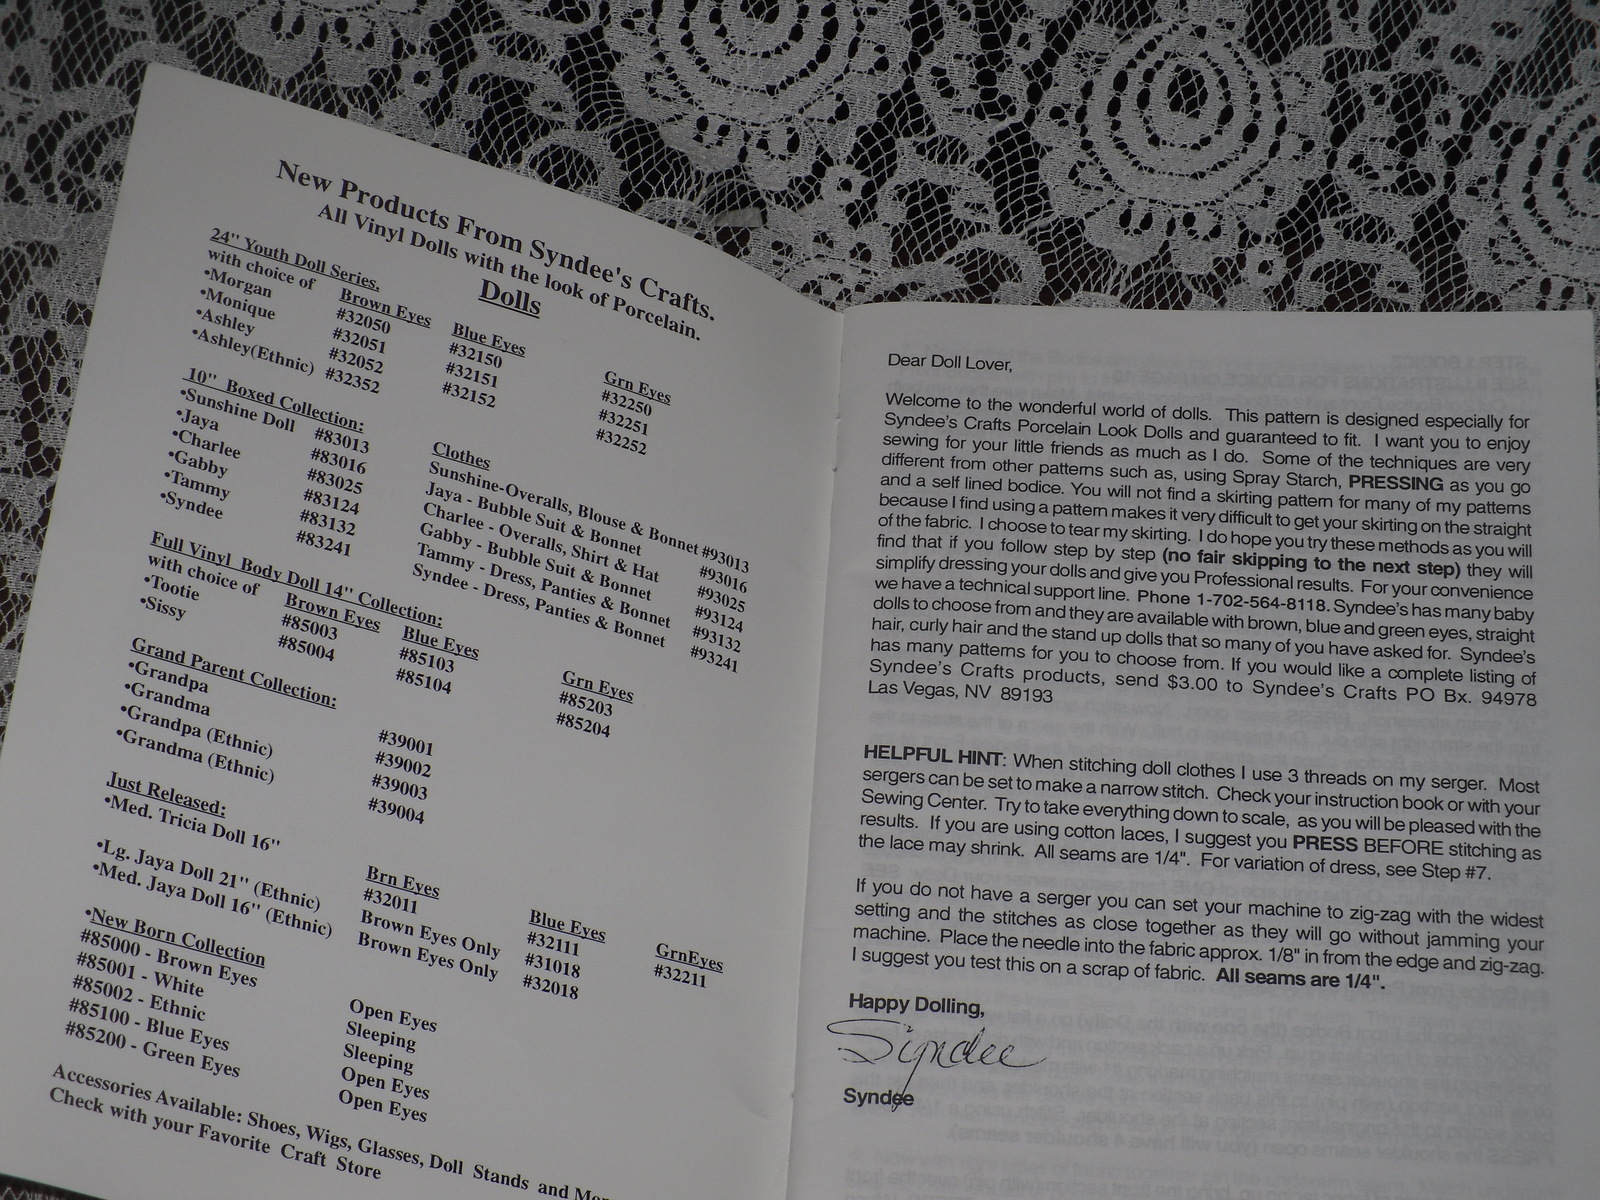 New Products From Syndee's Crafts.
All Vinyl Dolls with the look of Porcelain.
Dolls
24" Youth Doll Series.
with choice of Brown Eyes Blue Eyes Grn Eyes
•Morgan #32050 #32150 #32250
•Monique #32051 #32151 #32251
•Ashley #32052 #32152 #32252
•Ashley(Ethnic) #32352
10" Boxed Collection:
•Sunshine Doll #83013
•Jaya #83016
•Charlee #83025
•Gabby #83124
•Tammy #83132
•Syndee #83241
Clothes
Sunshine-Overalls, Blouse & Bonnet #93013
Jaya - Bubble Suit & Bonnet #93016
Charlee - Overalls, Shirt & Hat #93025
Gabby - Bubble Suit & Bonnet #93124
Tammy - Dress, Panties & Bonnet #93132
Syndee - Dress, Panties & Bonnet #93241
Full Vinyl Body Doll 14" Collection:
with choice of Brown Eyes Blue Eyes Grn Eyes
•Tootie #85003 #85103 #85203
•Sissy #85004 #85104 #85204
Grand Parent Collection:
•Grandpa #39001
•Grandma #39002
•Grandpa (Ethnic) #39003
•Grandma (Ethnic) #39004
Just Released:
Brn Eyes Blue Eyes GrnEyes
•Med. Tricia Doll 16" #32011 #32111 #32211
•Lg. Jaya Doll 21" (Ethnic) Brown Eyes Only #31018
•Med. Jaya Doll 16" (Ethnic) Brown Eyes Only #32018
•New Born Collection
#85000 - Brown Eyes Open Eyes
#85001 - White Sleeping
#85002 - Ethnic Sleeping
#85100 - Blue Eyes Open Eyes
#85200 - Green Eyes Open Eyes
Accessories Available: Shoes, Wigs, Glasses, Doll Stands and
Check with your Favorite Craft Store
Dear Doll Lover,
Welcome to the wonderful world of dolls. This pattern is designed especially for
Syndee's Crafts Porcelain Look Dolls and guaranteed to fit. I want you to enjoy
sewing for your little friends as much as I do. Some of the techniques are very
different from other patterns such as, using Spray Starch, PRESSING as you go
and a self lined bodice. You will not find a skirting pattern for many of my patterns
because I find using a pattern makes it very difficult to get your skirting on the straight
of the fabric. I choose to tear my skirting. I do hope you try these methods as you will
find that if you follow step by step (no fair skipping to the next step) they will
simplify dressing your dolls and give you Professional results. For your convenience
we have a technical support line. Phone 1-702-564-8118. Syndee's has many baby
dolls to choose from and they are available with brown, blue and green eyes, straight
hair, curly hair and the stand up dolls that so many of you have asked for. Syndee's
has many patterns for you to choose from. If you would like a complete listing of
Syndee's Crafts products, send $3.00 to Syndee's Crafts PO Bx. 94978
Las Vegas, NV 89193
HELPFUL HINT: When stitching doll clothes I use 3 threads on my serger. Most
sergers can be set to make a narrow stitch. Check your instruction book or with your
Sewing Center. Try to take everything down to scale, as you will be pleased with the
results. If you are using cotton laces, I suggest you PRESS BEFORE stitching as
the lace may shrink. All seams are 1/4". For variation of dress, see Step #7.
If you do not have a serger you can set your machine to zig-zag with the widest
setting and the stitches as close together as they will go without jamming your
machine. Place the needle into the fabric approx. 1/8" in from the edge and zig-zag.
I suggest you test this on a scrap of fabric. All seams are 1/4".
Happy Dolling,
Syndee
Syndee